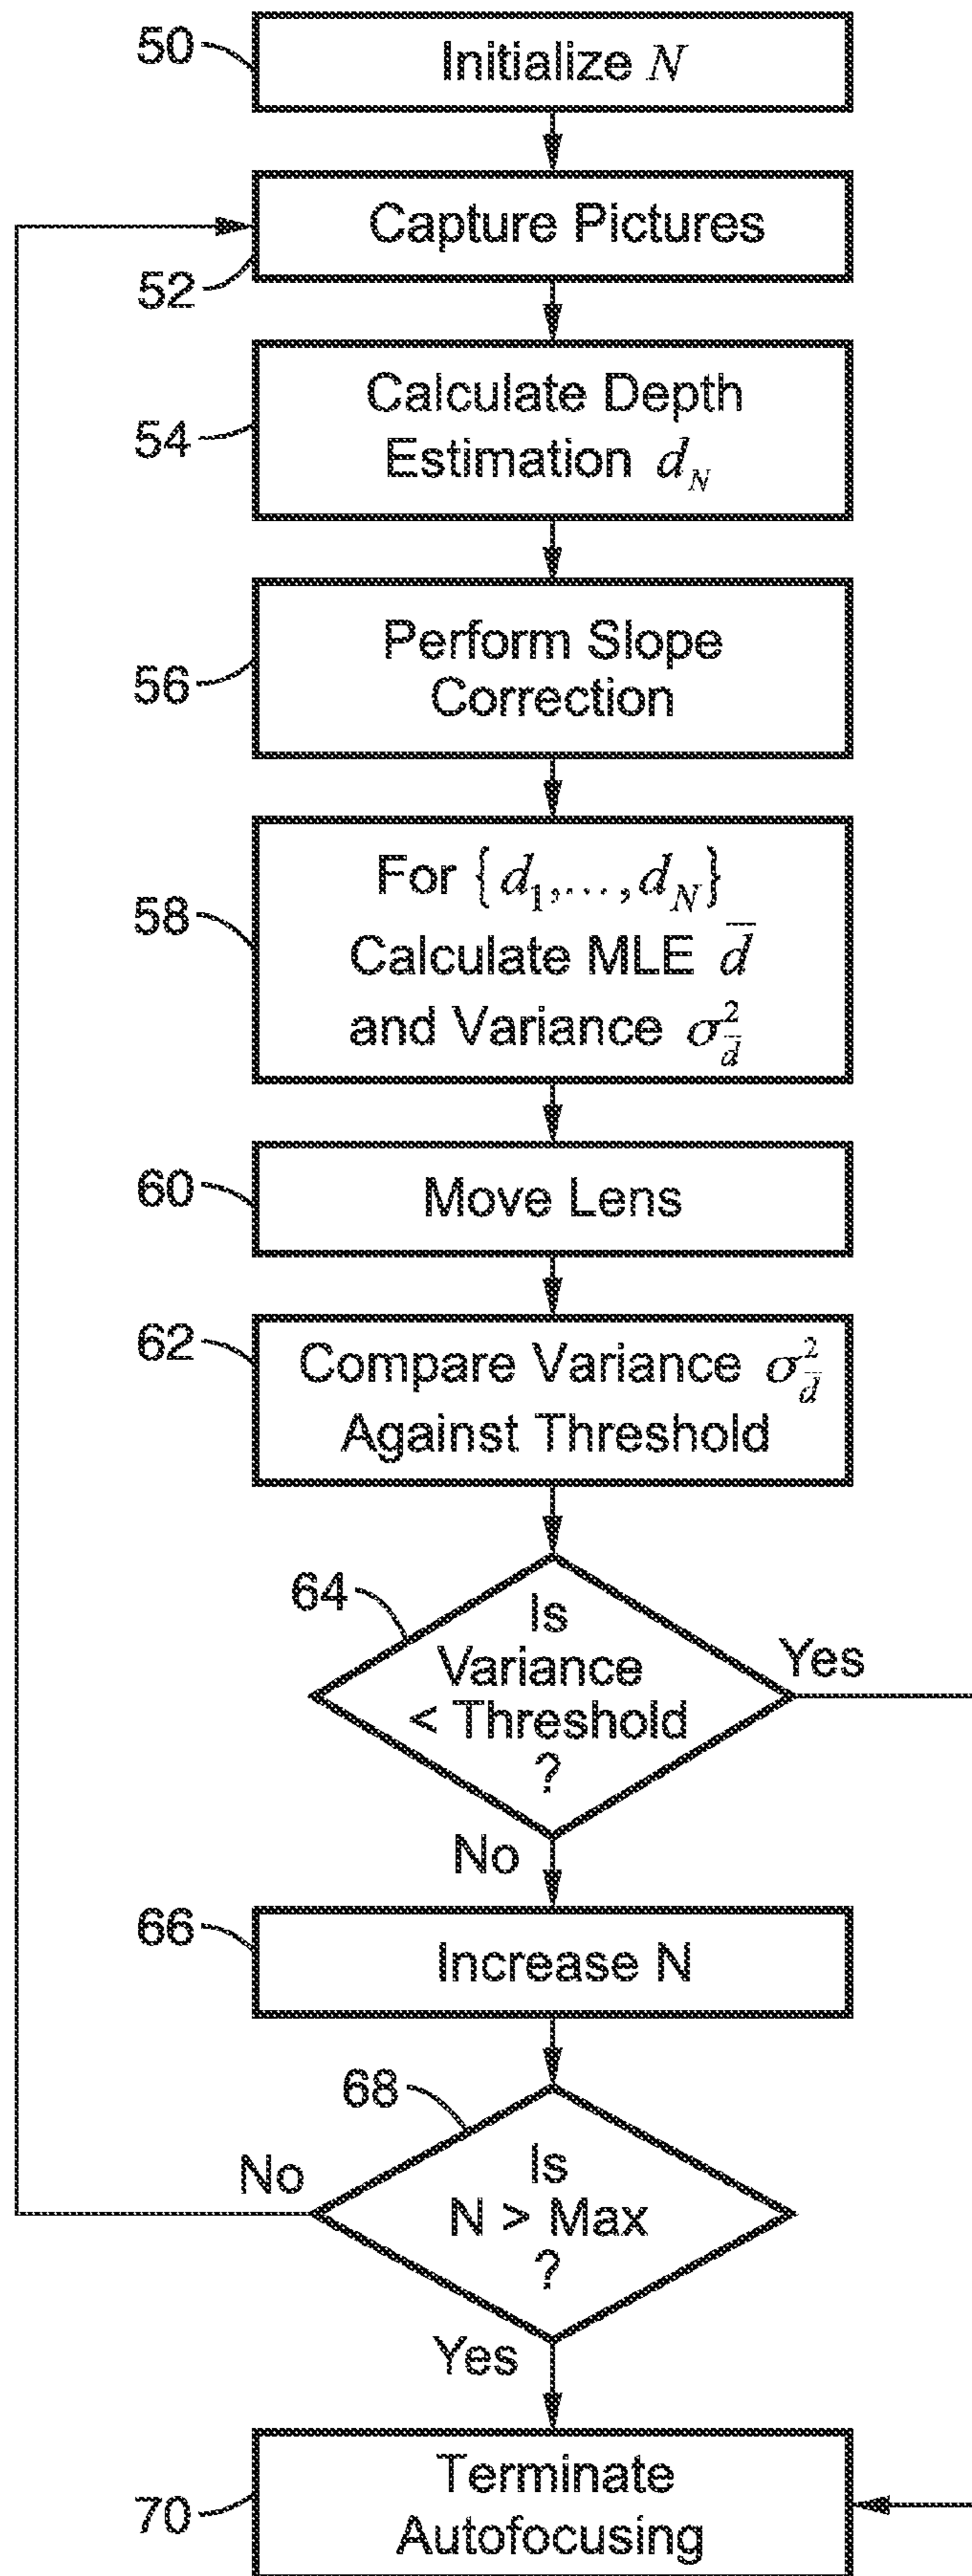 50
Initialize N
Capture Pictures
52
Calculate Depth
54
Estimation d_N
Perform Slope
56
Correction
For {d_1,...,d_N}
58
Calculate MLE d̅
and Variance σ²_d̅
60
Move Lens
62
Compare Variance σ²_d̅
Against Threshold
64
Is
Variance
Yes
< Threshold
?
No
66
Increase N
68
Is
No
N > Max
?
Yes
Terminate
70
Autofocusing